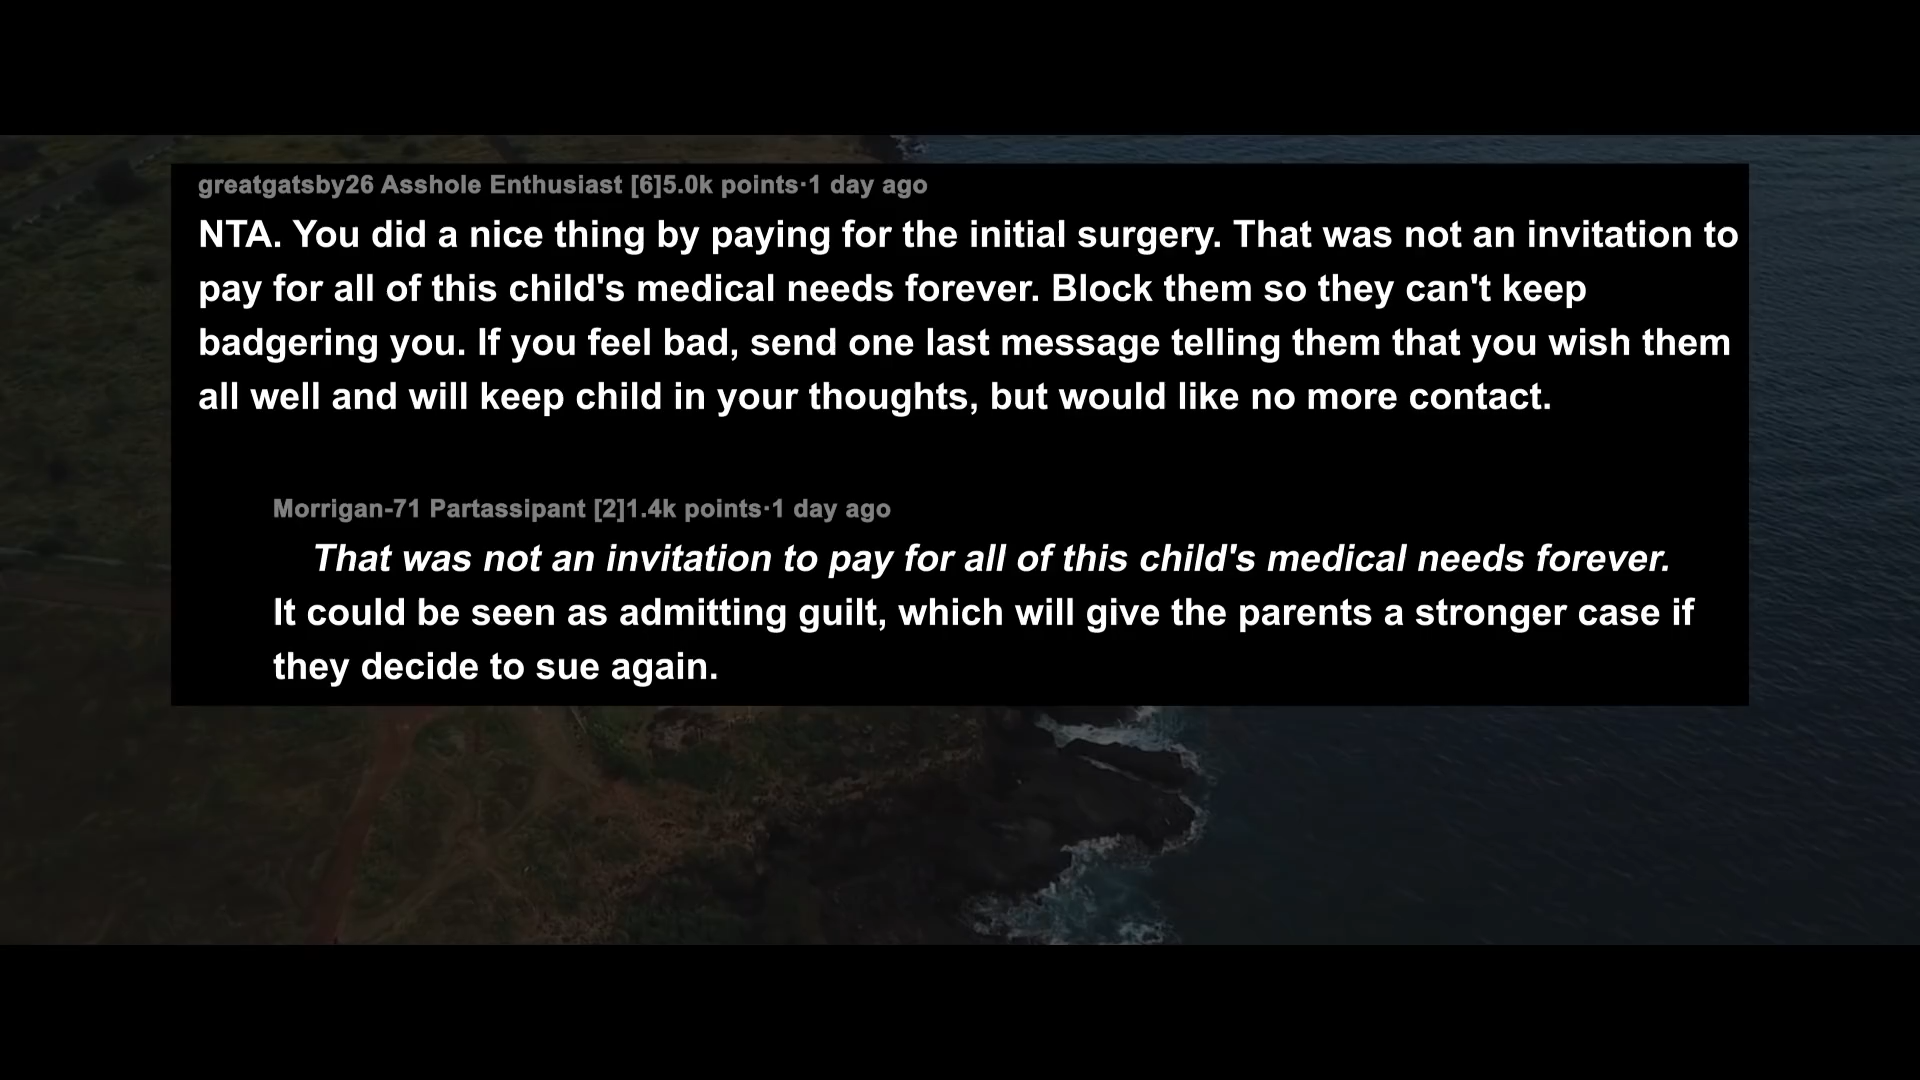 greatgatsby26 Asshole Enthusiast [6]5.0k points·1 day ago
NTA. You did a nice thing by paying for the initial surgery. That was not an invitation to
pay for all of this child's medical needs forever. Block them so they can't keep
badgering you. If you feel bad, send one last message telling them that you wish them
all well and will keep child in your thoughts, but would like no more contact.
Morrigan-71 Partassipant [2]1.4k points·1 day ago
That was not an invitation to pay for all of this child's medical needs forever.
It could be seen as admitting guilt, which will give the parents a stronger case if
they decide to sue again.